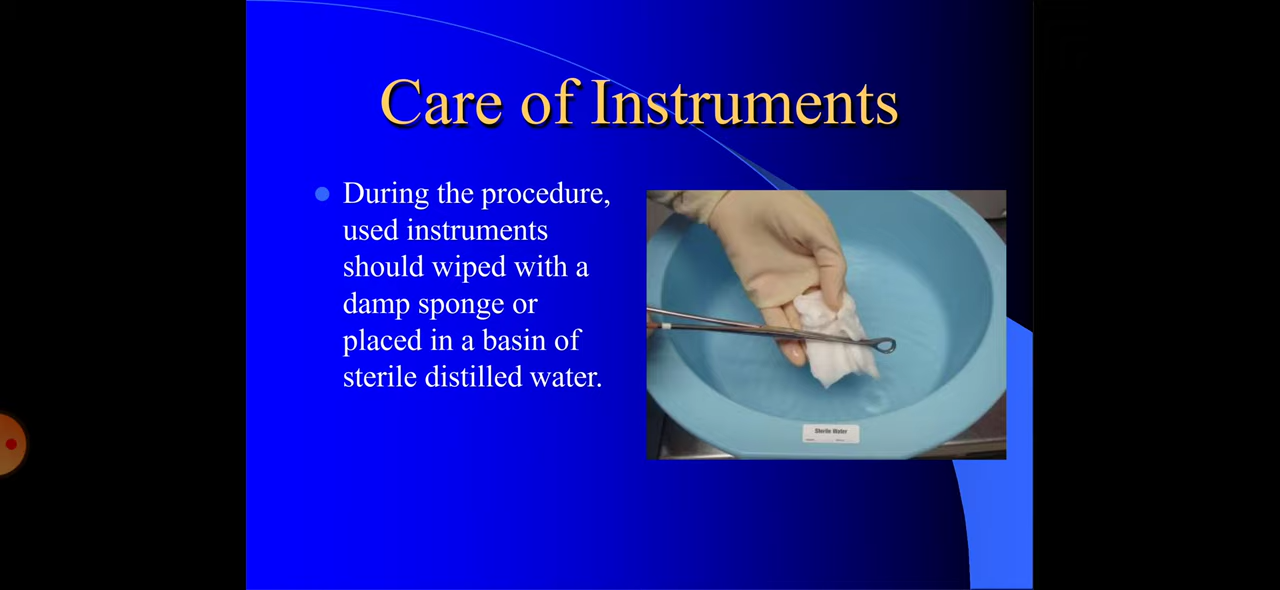 Care of Instruments
During the procedure,
used instruments
should wiped with a
damp sponge or
placed in a basin of
sterile distilled water.
Sterile Water